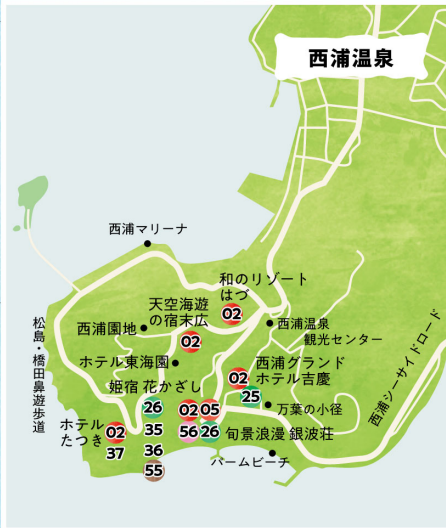 西浦温泉
西浦マリーナ
和のリゾート
はづ
02
天空海遊
の宿末広
02
西浦園地
西浦温泉
観光センター
松島・橋田鼻遊歩道
ホテル東海園
西浦グランド
ホテル吉慶
02
25
西浦シーサイドロード
姫宿 花かざし
26
35
36
55
万葉の小径
02 05
56 26
旬景浪漫 銀波荘
ホテル
たつき
02
37
パームビーチ